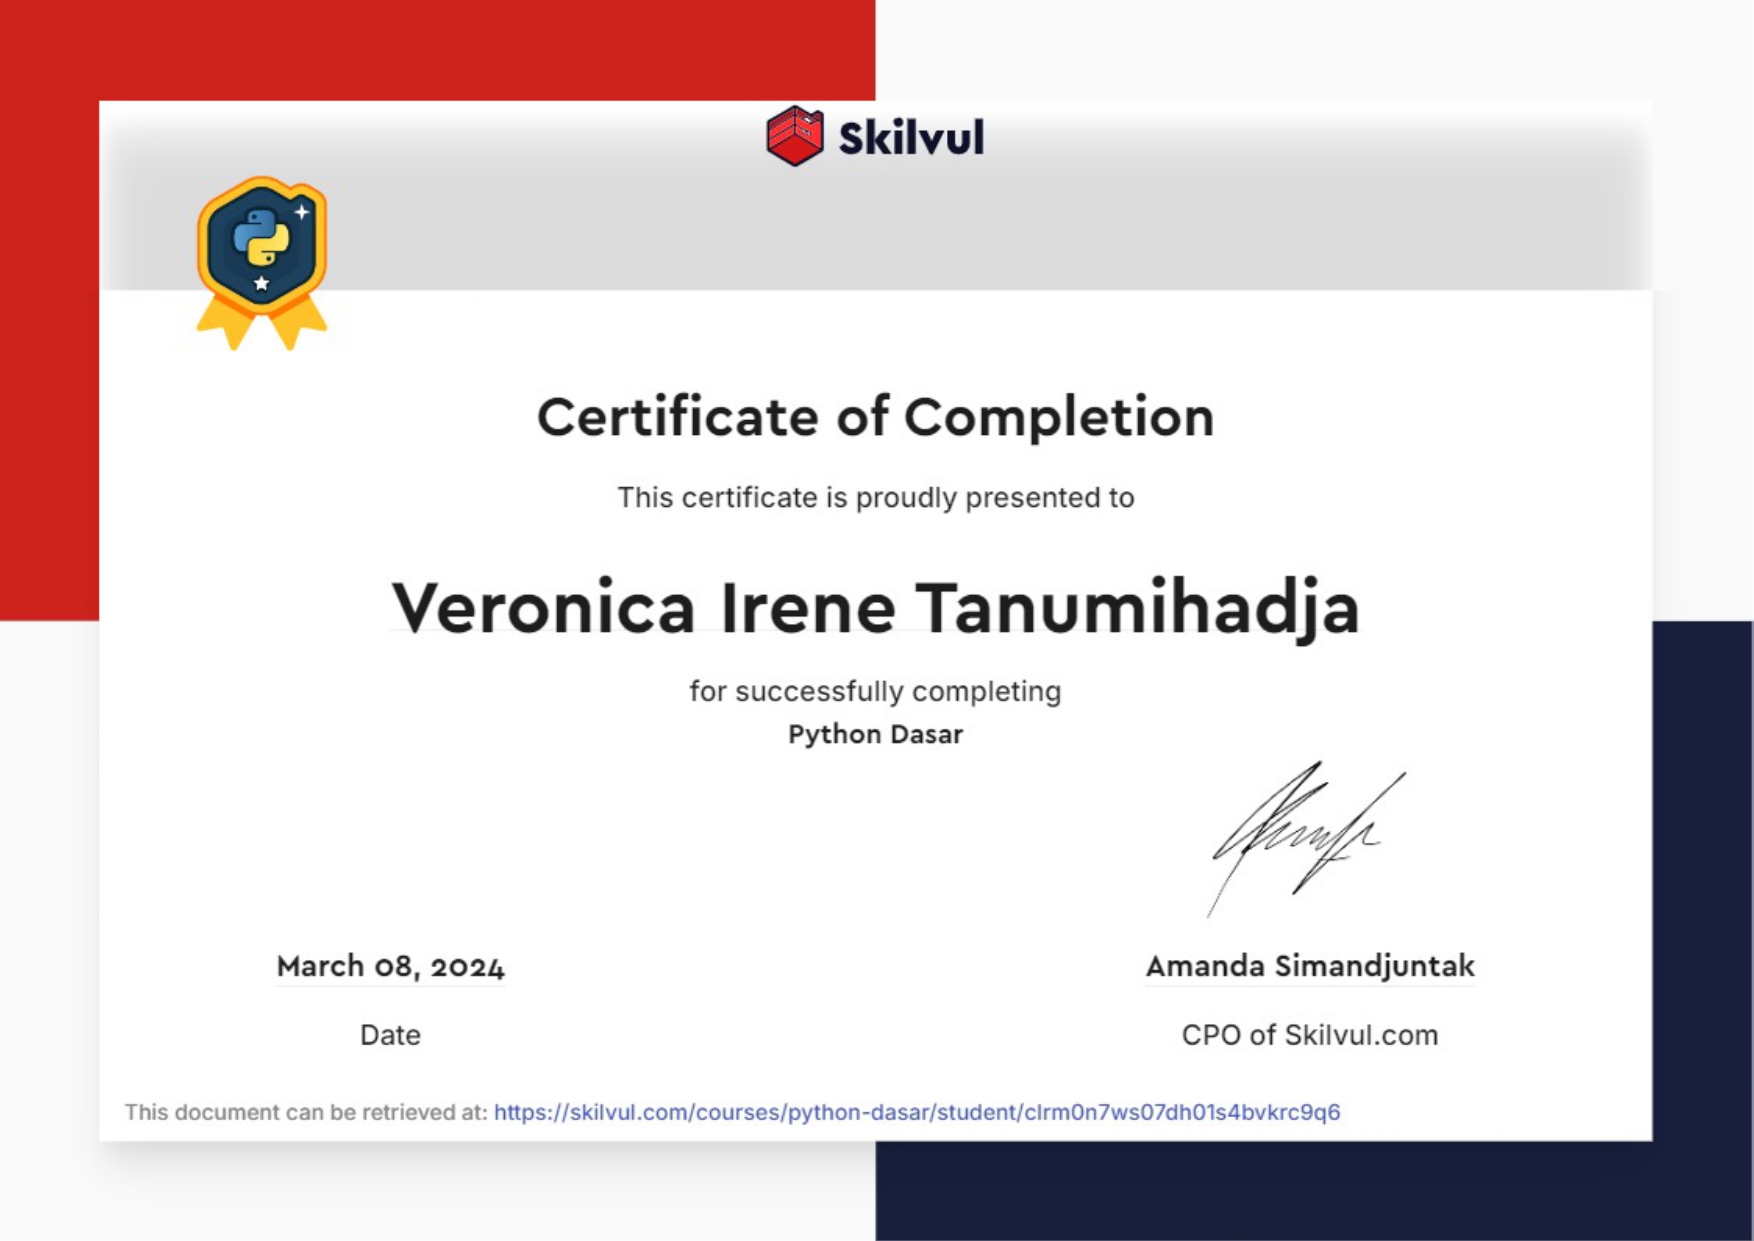 Skilvul
Certificate of Completion
This certificate is proudly presented to
Veronica Irene Tanumihadja
for successfully completing
Python Dasar
March 08, 2024
Date
Amanda Simandjuntak
CPO of Skilvul.com
This document can be retrieved at: https://skilvul.com/courses/python-dasar/student/clrm0n7ws07dh01s4bvkrc9q6